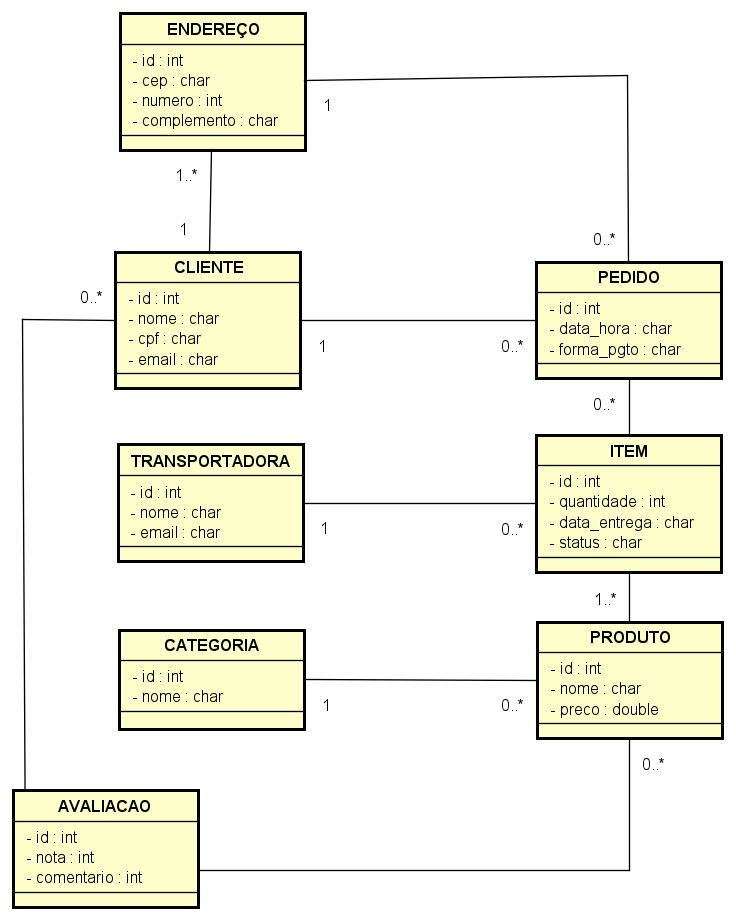 ENDEREÇO
- id : int
- cep : char
- numero : int
- complemento : char
1
1..*
1
0..*
CLIENTE
- id : int
- nome : char
- cpf : char
- email : char
0..*
1
0..*
PEDIDO
- id : int
- data_hora : char
- forma_pgto : char
0..*
TRANSPORTADORA
- id : int
- nome : char
- email : char
1
0..*
ITEM
- id : int
- quantidade : int
- data_entrega : char
- status : char
1..*
CATEGORIA
- id : int
- nome : char
1
0..*
PRODUTO
- id : int
- nome : char
- preco : double
0..*
AVALIACAO
- id : int
- nota : int
- comentario : int